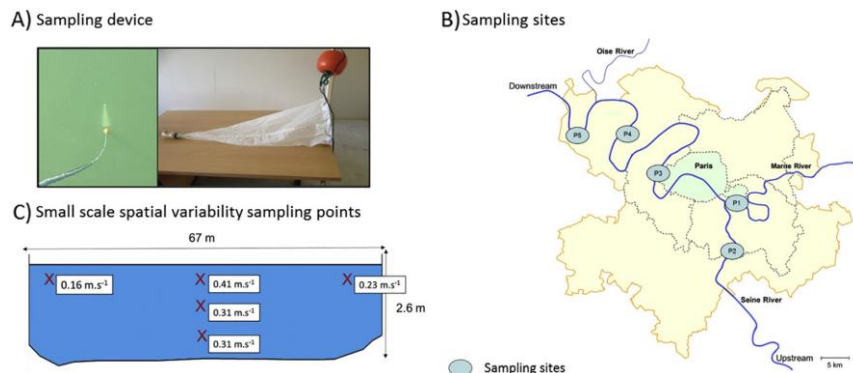 A) Sampling device
B) Sampling sites
Oise River
Downstream
P5
P4
P3
Paris
Marne River
P1
P2
Seine River
Upstream
Sampling sites
5 km
C) Small scale spatial variability sampling points
67 m
X 0.16 m.s-1
X 0.41 m.s-1
X 0.23 m.s-1
X 0.31 m.s-1
2.6 m
X 0.31 m.s-1